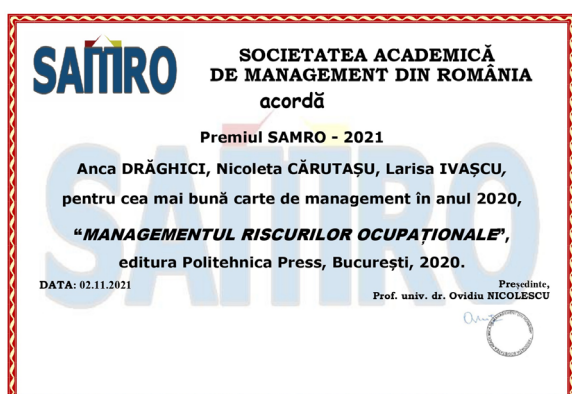 SAMRO
SOCIETATEA ACADEMICĂ
DE MANAGEMENT DIN ROMÂNIA
acordă
Premiul SAMRO - 2021
Anca DRĂGHICI, Nicoleta CĂRUTAȘU, Larisa IVAȘCU,
pentru cea mai bună carte de management în anul 2020,
“MANAGEMENTUL RISCURILOR OCUPAȚIONALE”,
editura Politehnica Press, București, 2020.
DATA: 02.11.2021
Președinte,
Prof. univ. dr. Ovidiu NICOLESCU